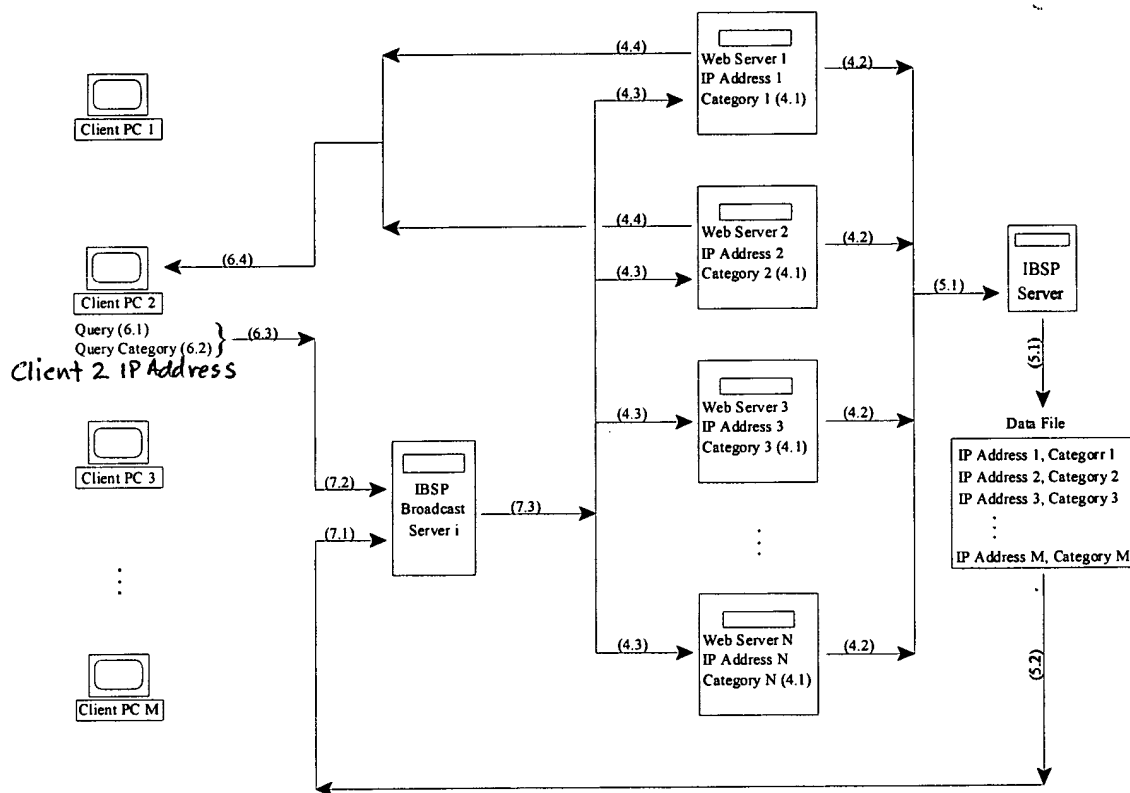 (4.4)
Web Server 1
IP Address 1
Category 1 (4.1)
(4.2)
(4.3)
Client PC 1
(4.4)
Web Server 2
IP Address 2
Category 2 (4.1)
(4.2)
(4.3)
(6.4)
Client PC 2
Query (6.1)
Query Category (6.2)
(6.3)
Client 2 IP Address
(5.1)
IBSP
Server
(5.1)
(4.3)
Web Server 3
IP Address 3
Category 3 (4.1)
(4.2)
Client PC 3
Data File
IP Address 1, Categorr 1
IP Address 2, Category 2
IP Address 3, Category 3
IP Address M, Category M
(7.2)
IBSP
Broadcast
Server i
(7.3)
(7.1)
(4.3)
Web Server N
IP Address N
Category N (4.1)
(4.2)
(5.2)
Client PC M